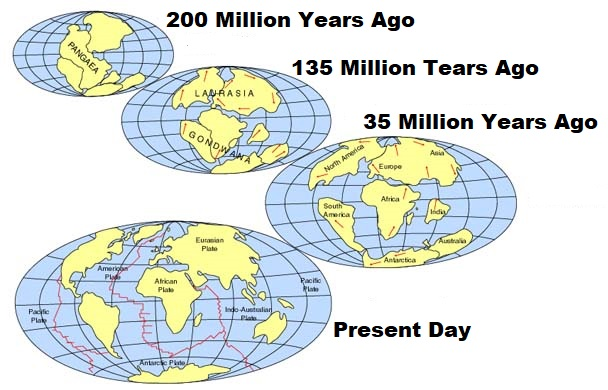 200 Million Years Ago
PANGAEA
135 Million Tears Ago
LAURASIA
GONDWANA
35 Million Years Ago
North America
Europe
Asia
Africa
India
South
America
Australia
Antarctica
Present Day
Eurasian
Plate
American
Plate
African
Plate
Pacific
Plate
Pacific
Plate
Indo-Australian
Plate
Antarctic Plate